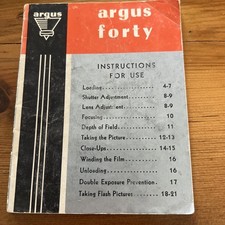 argus
argus
forty
INSTRUCTIONS
FOR USE
Loading 4-7
Shutter Adjustment 8-9
Lens Adjustment 8-9
Focusing 10
Depth of Field 11
Taking the Picture 12-13
Close-Ups 14-15
Winding the Film 16
Unloading 16
Double Exposure Prevention 17
Taking Flash Pictures 18-21